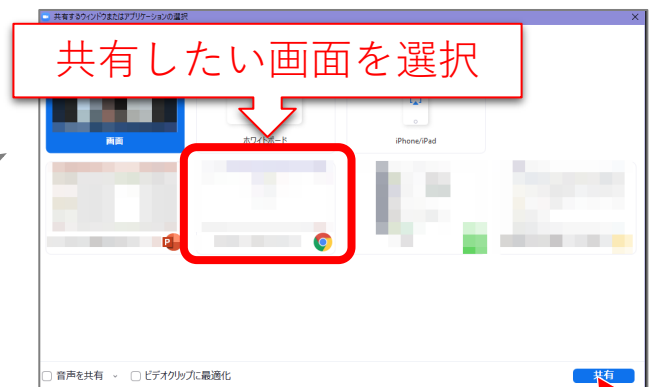 共有するウィンドウまたはアプリケーションの選択
共有したい画面を選択
画面
ホワイトボード
iPhone/iPad
音声を共有
ビデオクリップに最適化
共有